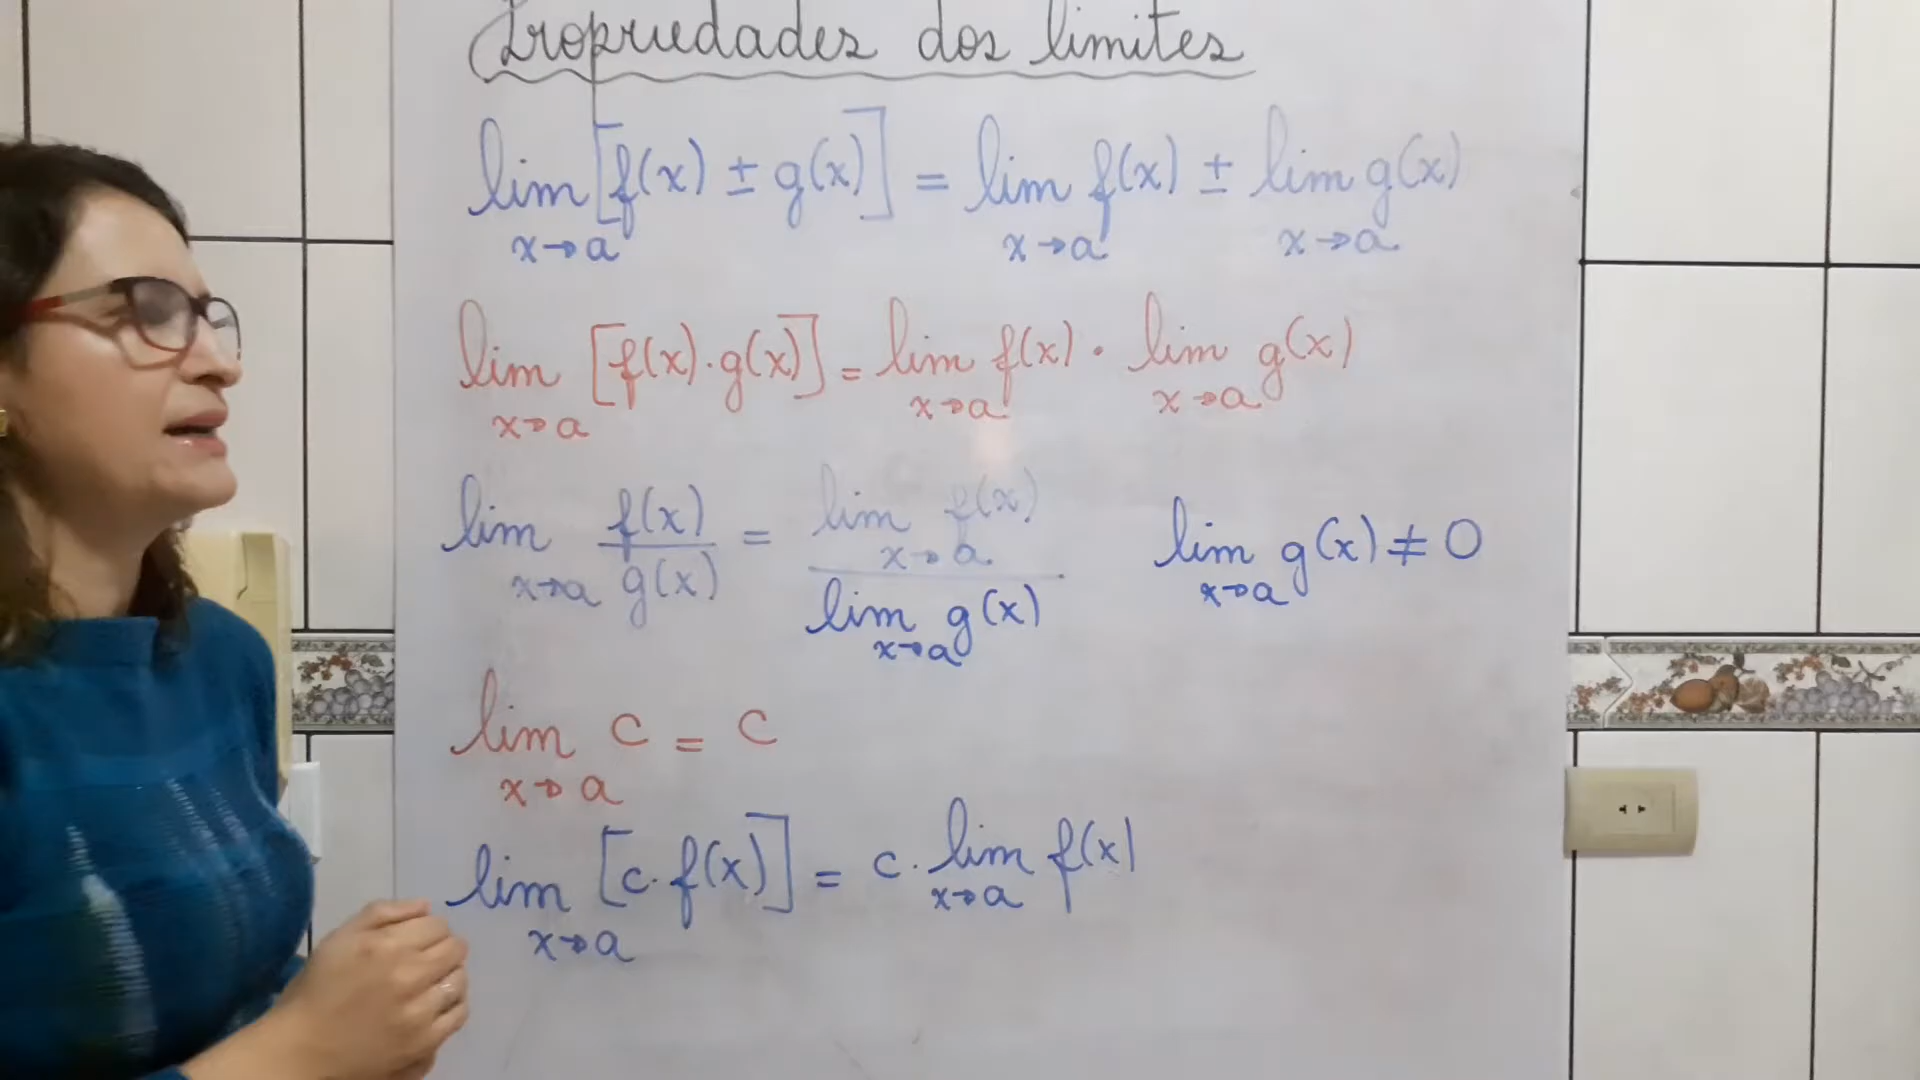 Propriedades dos limites
lim [f(x) ± g(x)] = lim f(x) ± lim g(x)
x→a x→a x→a
lim [f(x) · g(x)] = lim f(x) · lim g(x)
x→a x→a x→a
lim f(x)/g(x) = lim f(x) / lim g(x) lim g(x) ≠ 0
x→a x→a x→a x→a
lim c = c
x→a
lim [c · f(x)] = c · lim f(x)
x→a x→a